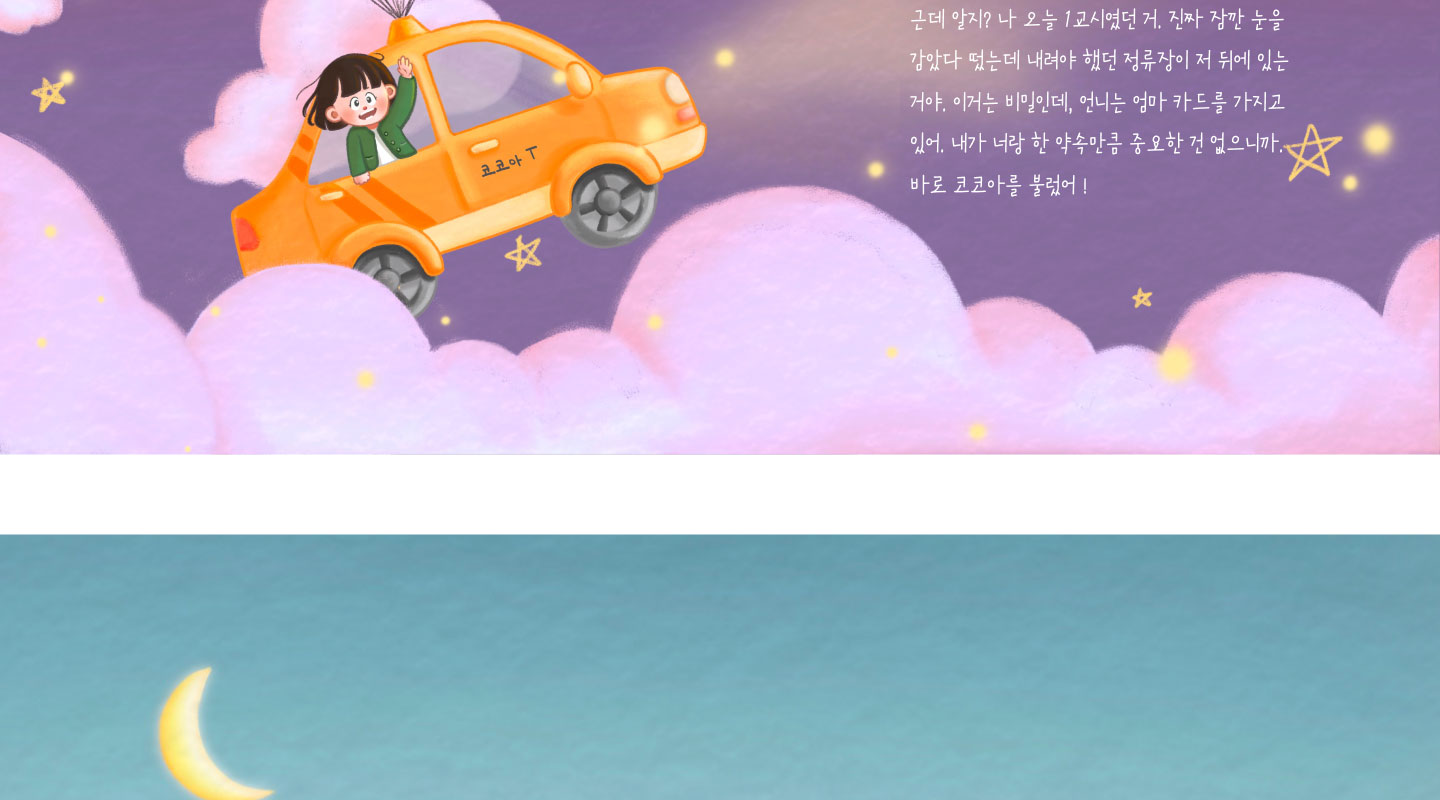 근데 알지? 나 오늘 1교시였던 거. 진짜 잠깐 눈을
감았다 떴는데 내려야 했던 정류장이 저 뒤에 있는
거야. 이거는 비밀인데, 언니는 엄마 카드를 가지고
있어. 내가 너랑 한 약속만큼 중요한 건 없으니까.
바로 코코아를 불렀어 !
코코아 T